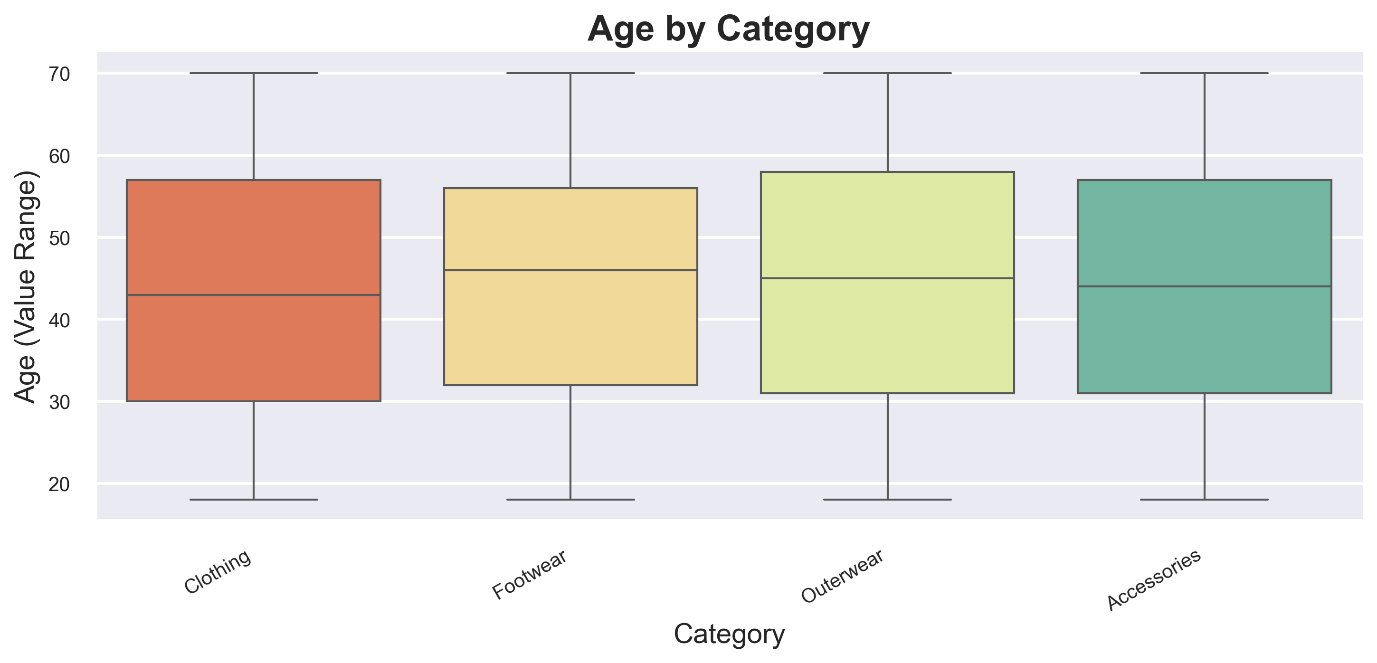 Age by Category
Age (Value Range)
70
60
50
40
30
20
Clothing
Footwear
Outerwear
Accessories
Category